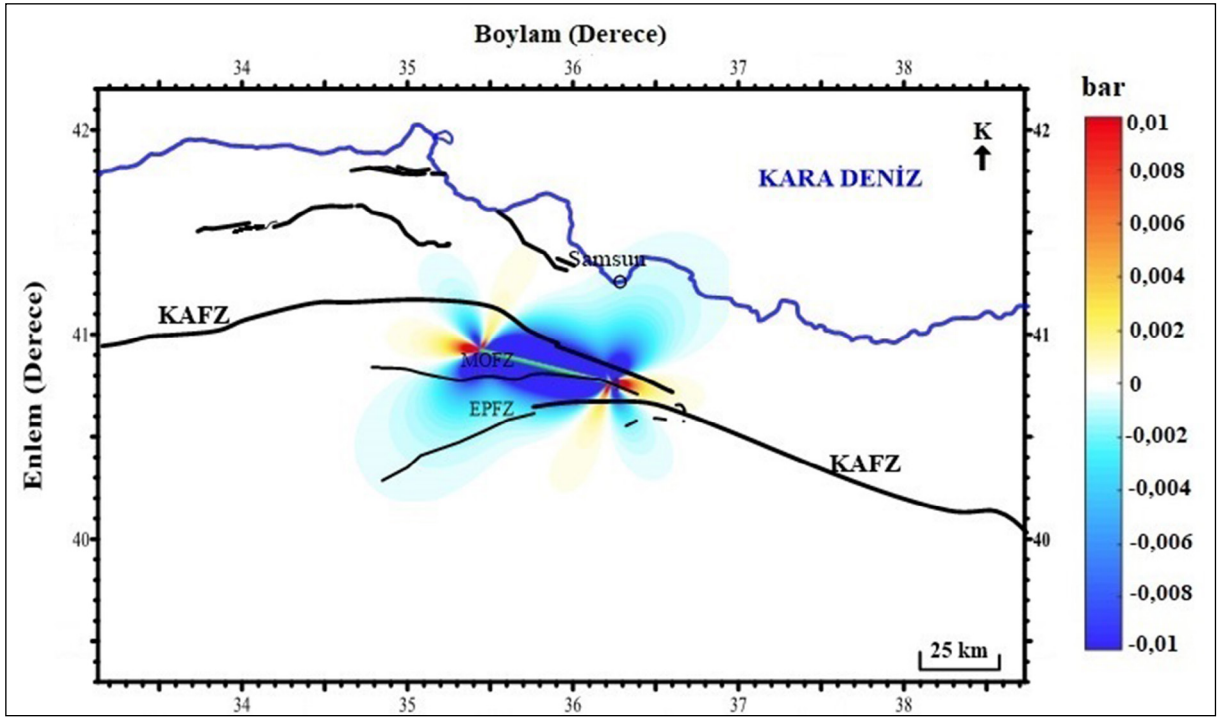 Boylam (Derece)
34 35 36 37 38
bar
42 42
K
KARA DENİZ
0,01
0,008
0,006
0,004
0,002
0
-0,002
-0,004
-0,006
-0,008
-0,01
Samsun
KAFZ
41 41
MOFZ
EPFZ
KAFZ
Enlem (Derece)
40 40
25 km
34 35 36 37 38